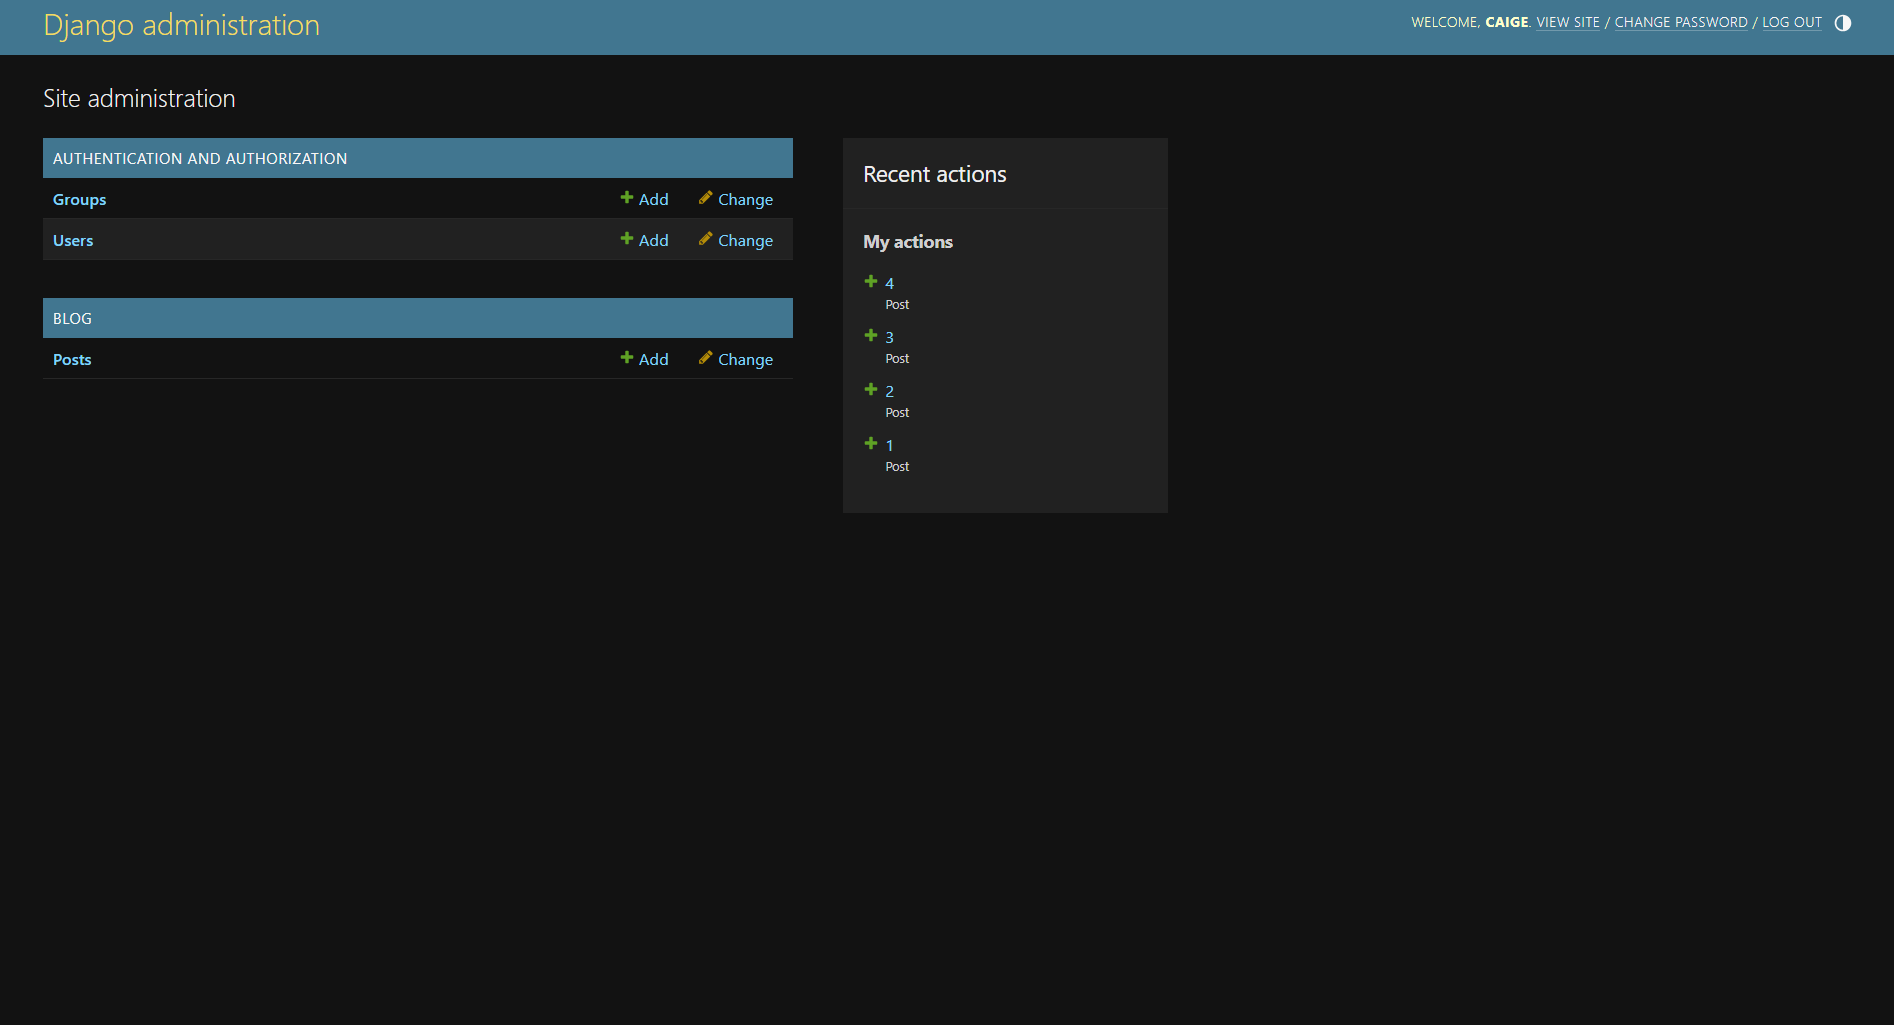 Django administration
WELCOME, CAIGE. VIEW SITE / CHANGE PASSWORD / LOG OUT
Site administration
AUTHENTICATION AND AUTHORIZATION
Groups Add Change
Users Add Change
BLOG
Posts Add Change
Recent actions
My actions
4
Post
3
Post
2
Post
1
Post